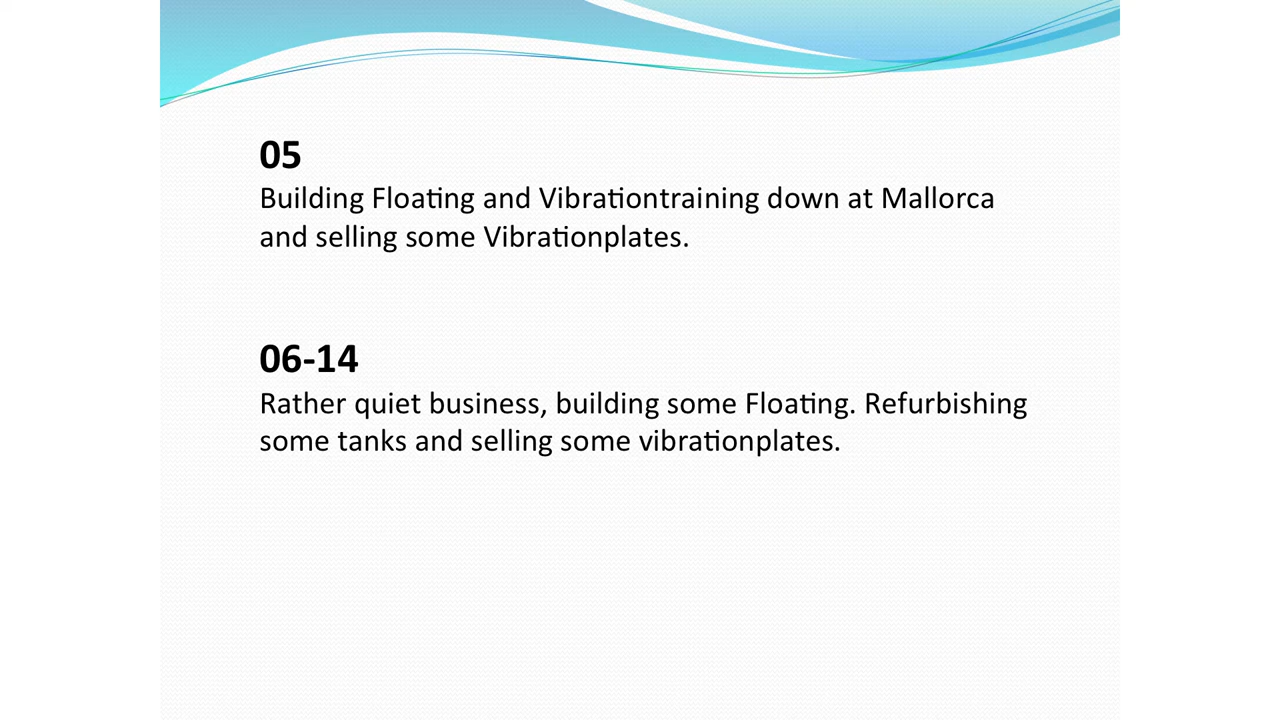 05
Building Floating and Vibrationtraining down at Mallorca
and selling some Vibrationplates.
06-14
Rather quiet business, building some Floating. Refurbishing
some tanks and selling some vibrationplates.